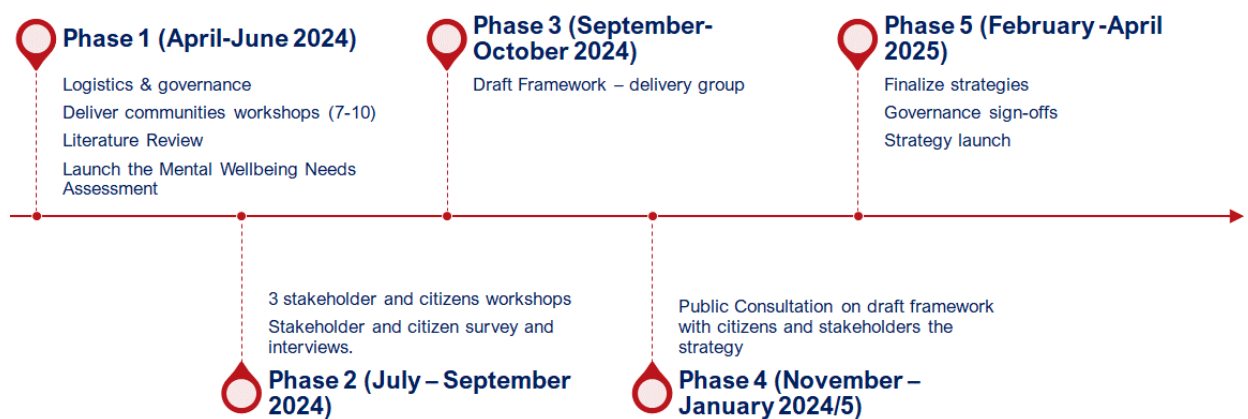 Phase 1 (April-June 2024)
Logistics & governance
Deliver communities workshops (7-10)
Literature Review
Launch the Mental Wellbeing Needs
Assessment
3 stakeholder and citizens workshops
Stakeholder and citizen survey and
interviews.
Phase 2 (July – September
2024)
Phase 3 (September-
October 2024)
Draft Framework – delivery group
Public Consultation on draft framework
with citizens and stakeholders the
strategy
Phase 4 (November –
January 2024/5)
Phase 5 (February -April
2025)
Finalize strategies
Governance sign-offs
Strategy launch